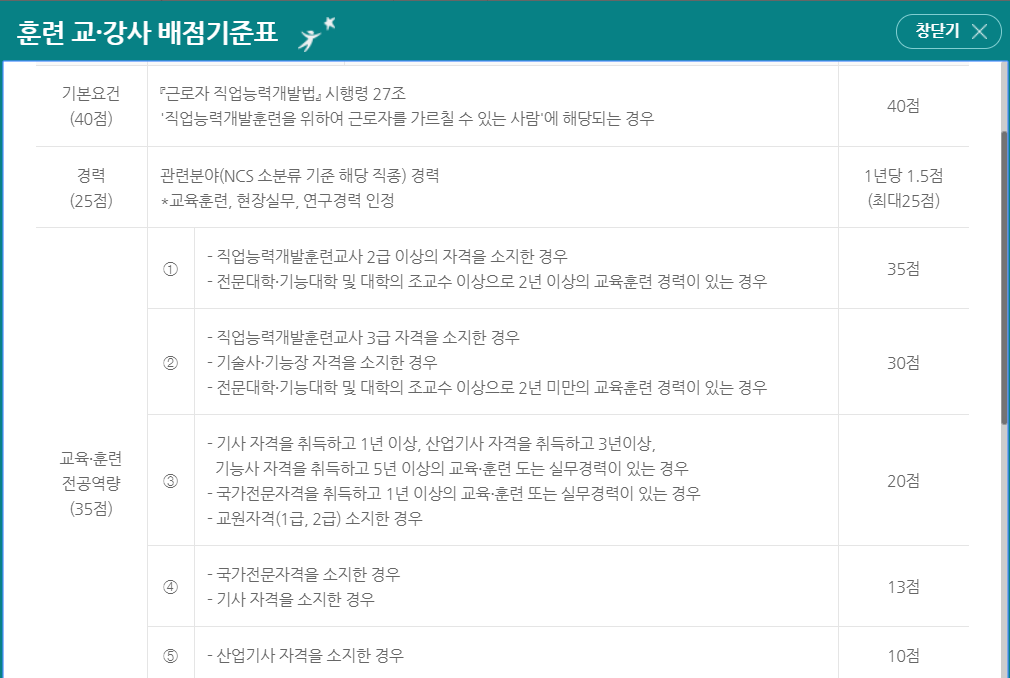 훈련 교·강사 배점기준표
창닫기
기본요건
(40점)
『근로자 직업능력개발법』 시행령 27조
'직업능력개발훈련을 위하여 근로자를 가르칠 수 있는 사람'에 해당되는 경우
40점
경력
(25점)
관련분야(NCS 소분류 기준 해당 직종) 경력
*교육훈련, 현장실무, 연구경력 인정
1년당 1.5점
(최대25점)
교육·훈련
전공역량
(35점)
①
- 직업능력개발훈련교사 2급 이상의 자격을 소지한 경우
- 전문대학·기능대학 및 대학의 조교수 이상으로 2년 이상의 교육훈련 경력이 있는 경우
35점
②
- 직업능력개발훈련교사 3급 자격을 소지한 경우
- 기술사·기능장 자격을 소지한 경우
- 전문대학·기능대학 및 대학의 조교수 이상으로 2년 미만의 교육훈련 경력이 있는 경우
30점
③
- 기사 자격을 취득하고 1년 이상, 산업기사 자격을 취득하고 3년이상,
기능사 자격을 취득하고 5년 이상의 교육·훈련 도는 실무경력이 있는 경우
- 국가전문자격을 취득하고 1년 이상의 교육·훈련 또는 실무경력이 있는 경우
- 교원자격(1급, 2급) 소지한 경우
20점
④
- 국가전문자격을 소지한 경우
- 기사 자격을 소지한 경우
13점
⑤
- 산업기사 자격을 소지한 경우
10점